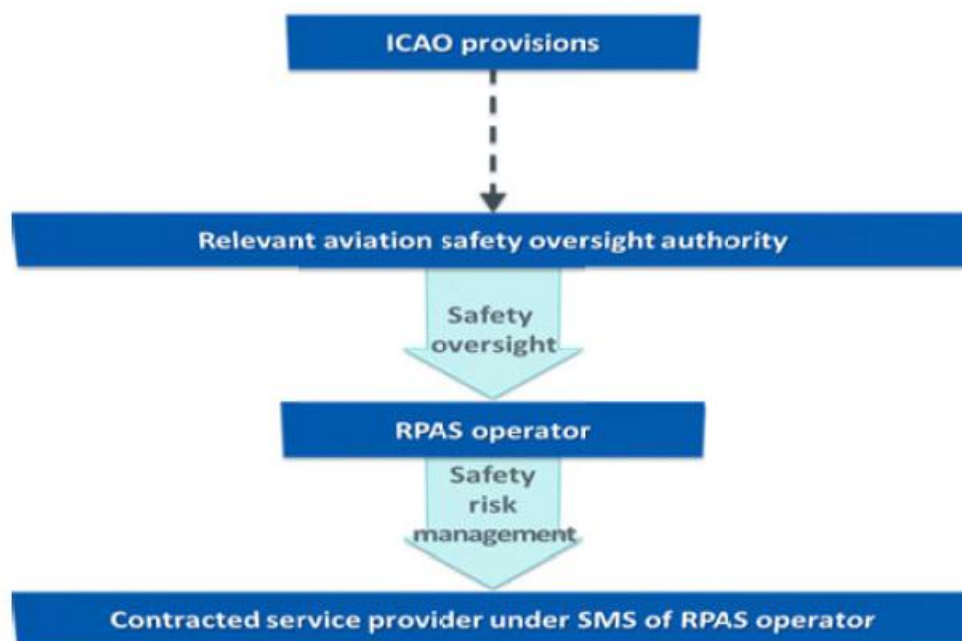 ICAO provisions
Relevant aviation safety oversight authority
Safety
oversight
RPAS operator
Safety
risk
management
Contracted service provider under SMS of RPAS operator